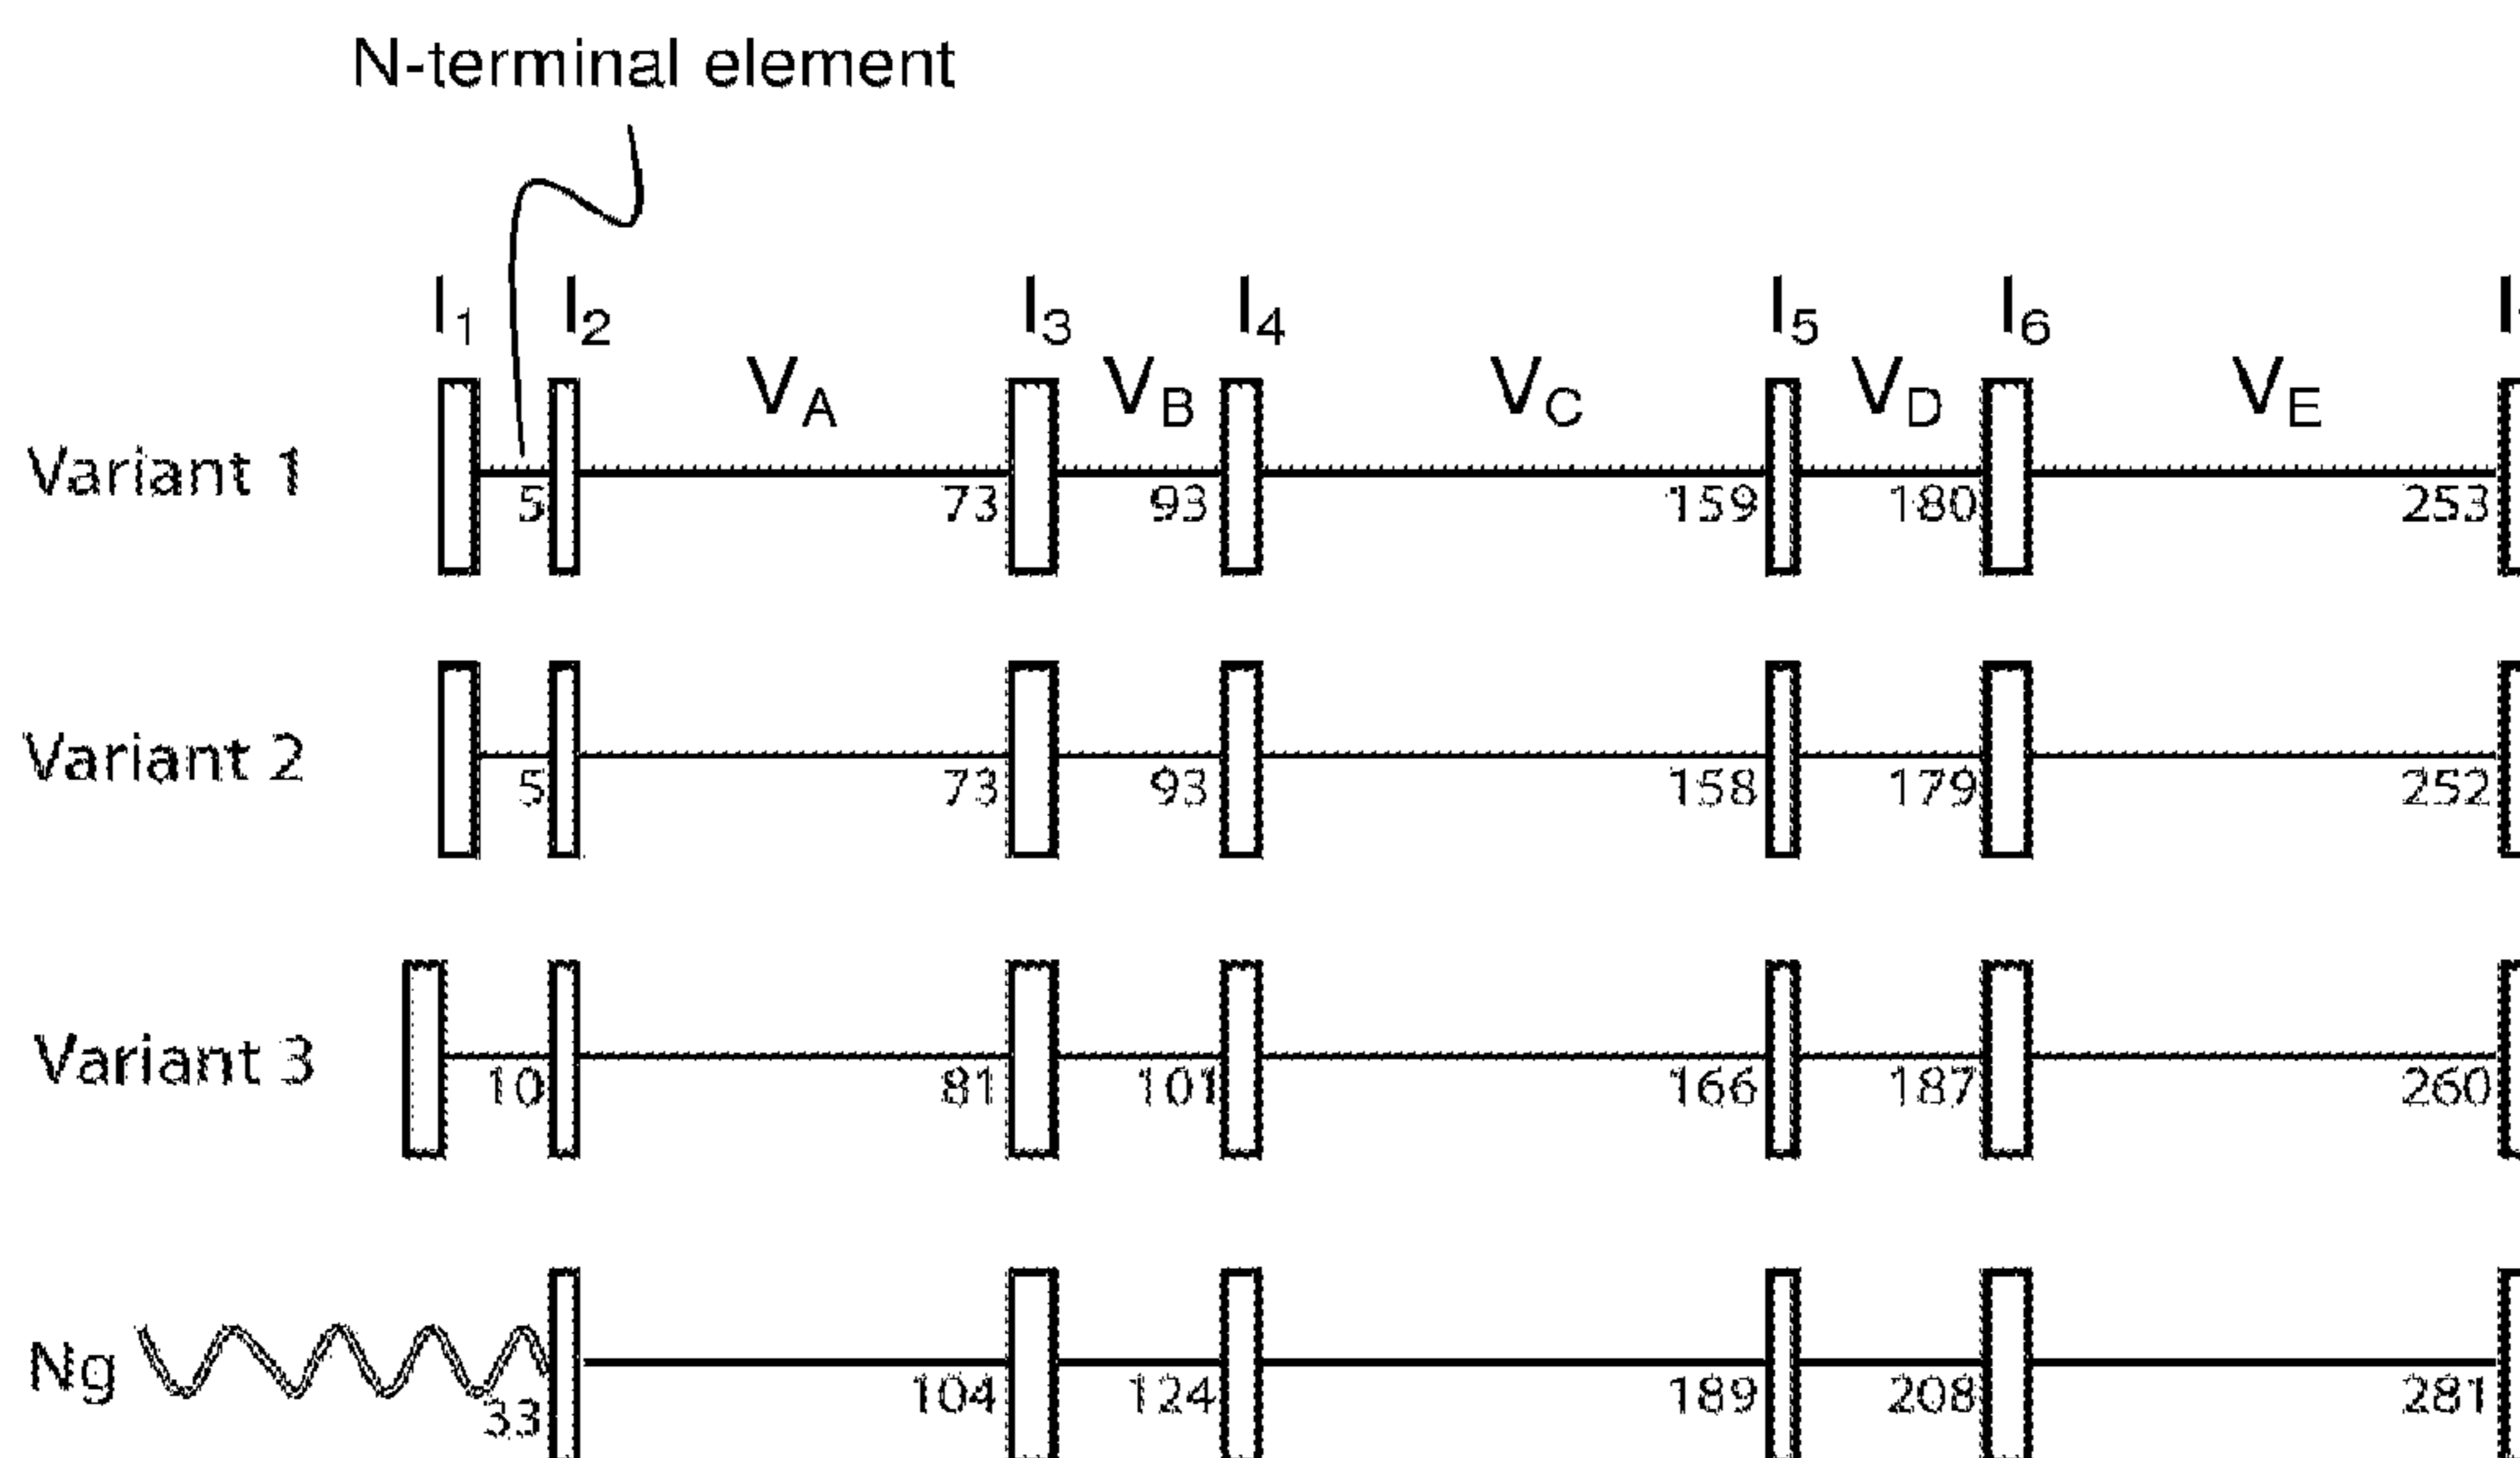 N-terminal element
I1 I2 I3 I4 I5 I6
VA VB VC VD VE
Variant 1
5 73 93 159 180 253
Variant 2
5 73 93 158 179 252
Variant 3
10 81 101 166 187 260
Ng
33 104 124 189 208 281